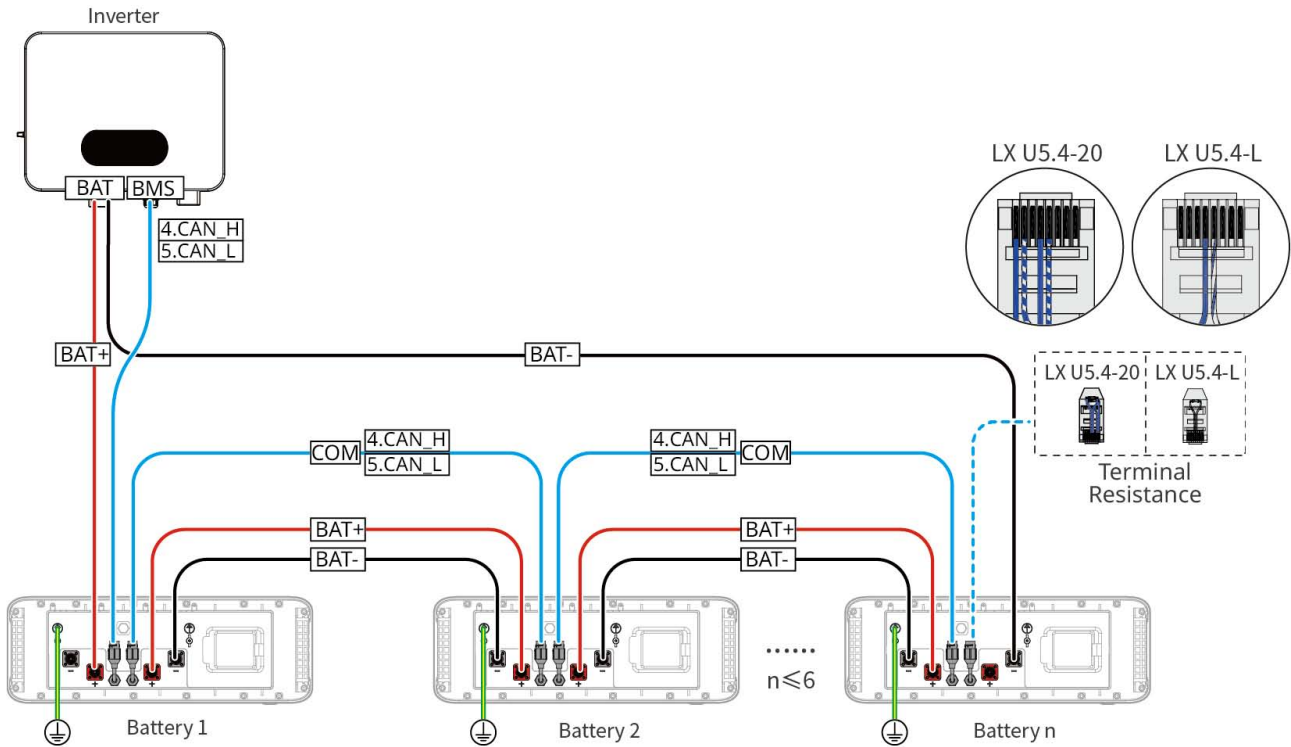 Inverter
BAT
BMS
4.CAN_H
5.CAN_L
LX U5.4-20
LX U5.4-L
BAT+
BAT-
LX U5.4-20
LX U5.4-L
Terminal
Resistance
COM
4.CAN_H
5.CAN_L
4.CAN_H
5.CAN_L
COM
BAT+
BAT-
BAT+
BAT-
- + + -
- + + -
- + + -
......
n≤6
Battery 1
Battery 2
Battery n